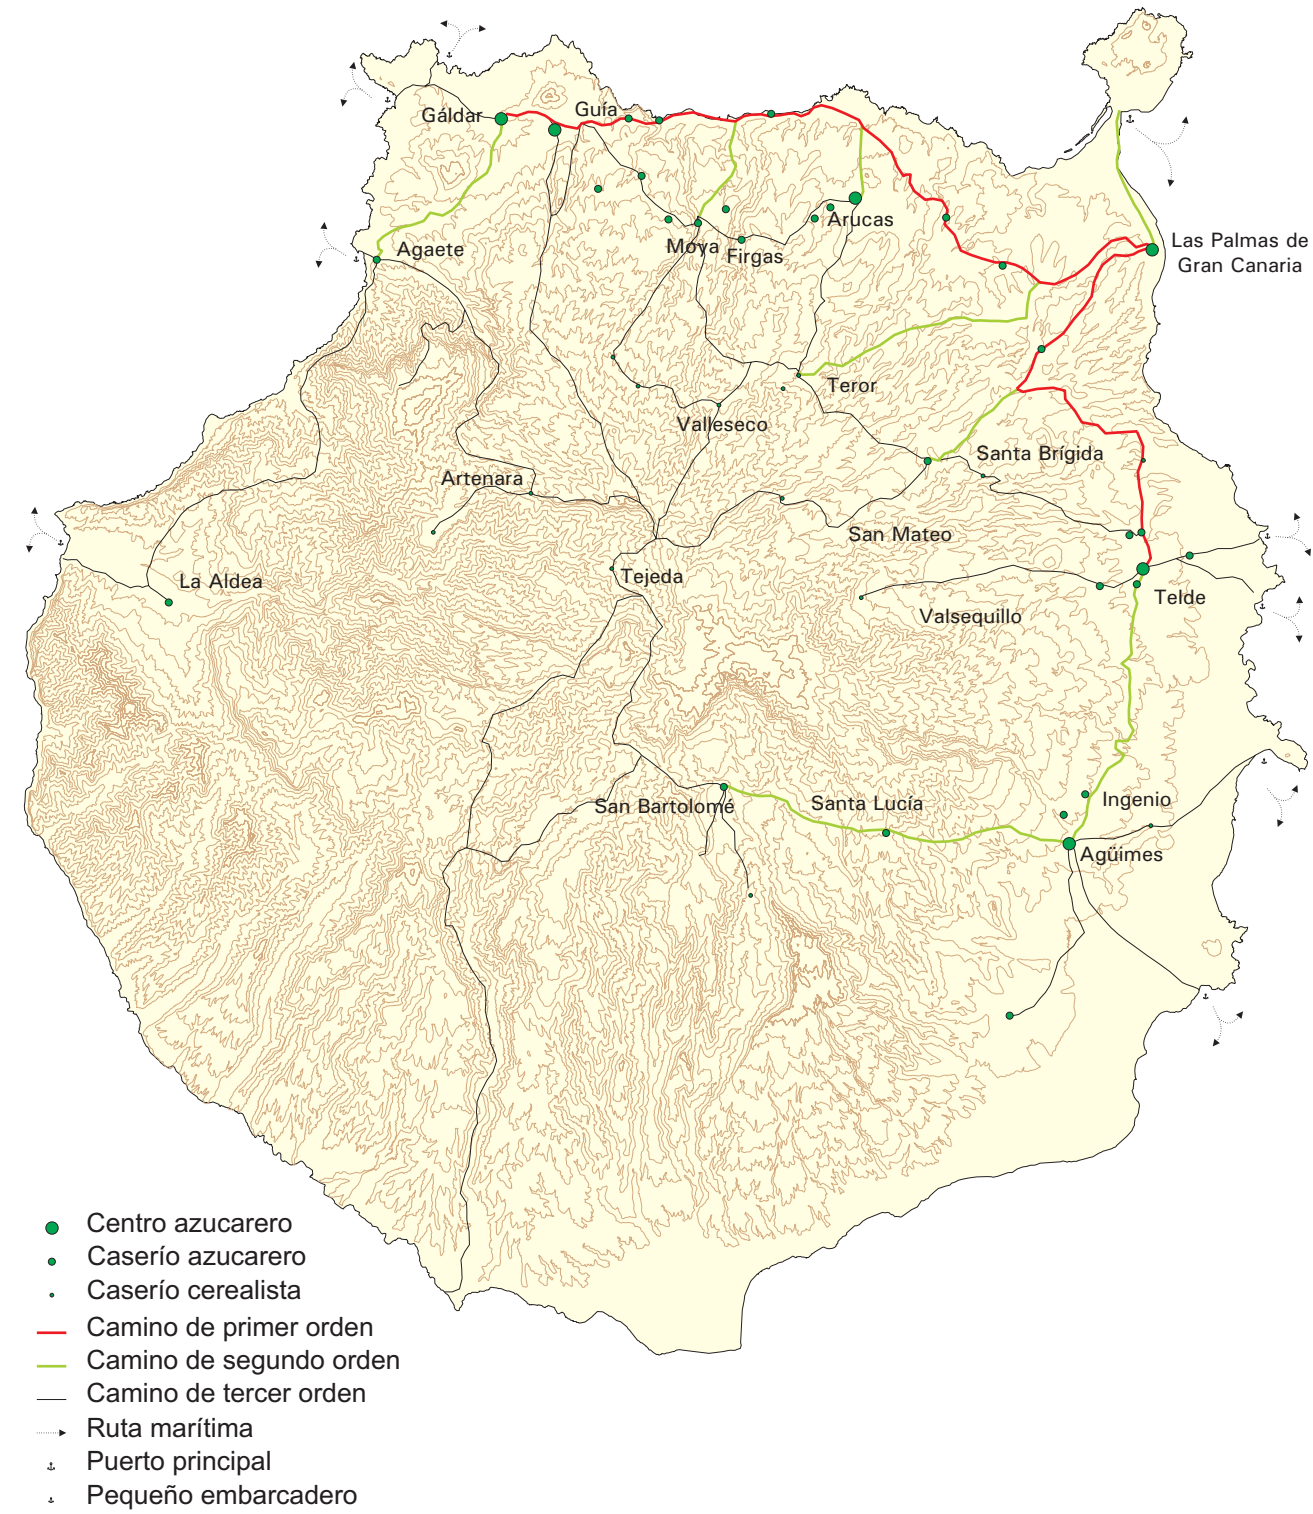 Gáldar
Guía
Arucas
Moya
Firgas
Agaete
Las Palmas de
Gran Canaria
Teror
Valleseco
Santa Brígida
Artenara
San Mateo
Tejeda
La Aldea
Telde
Valsequillo
San Bartolomé
Santa Lucía
Ingenio
Agüimes
Centro azucarero
Caserío azucarero
Caserío cerealista
Camino de primer orden
Camino de segundo orden
Camino de tercer orden
Ruta marítima
Puerto principal
Pequeño embarcadero